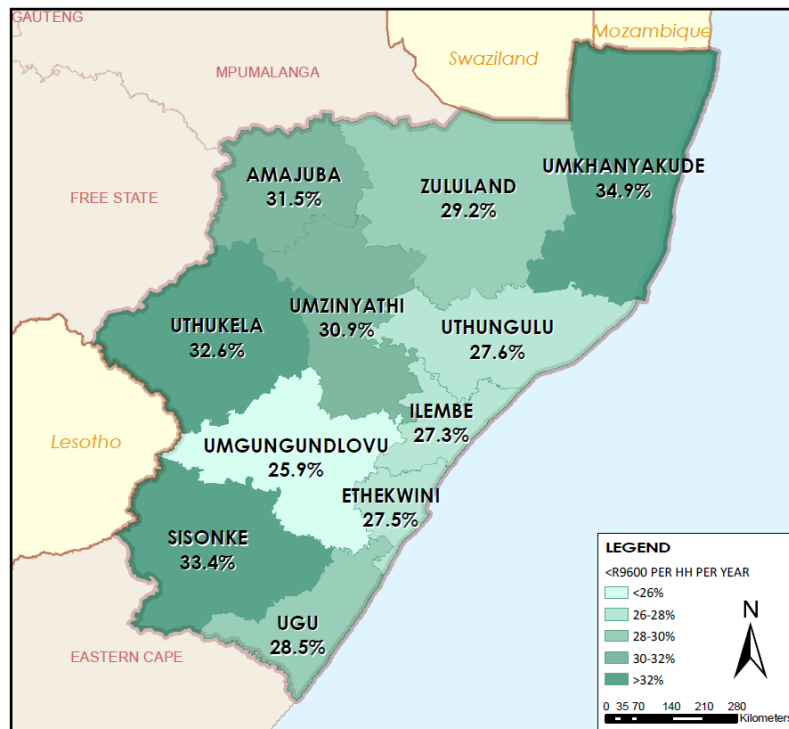 GAUTENG
Mozambique
Swaziland
MPUMALANGA
UMKHANYAKUDE
34.9%
AMAJUBA
31.5%
ZULULAND
29.2%
FREE STATE
UMZINYATHI
30.9%
UTHUKELA
32.6%
UTHUNGULU
27.6%
ILEMBE
27.3%
Lesotho
UMGUNGUNDLOVU
25.9%
ETHEKWINI
27.5%
SISONKE
33.4%
UGU
28.5%
EASTERN CAPE
LEGEND
<R9600 PER HH PER YEAR
<26%
26-28%
28-30%
30-32%
>32%
N
0 35 70 140 210 280
Kilometers